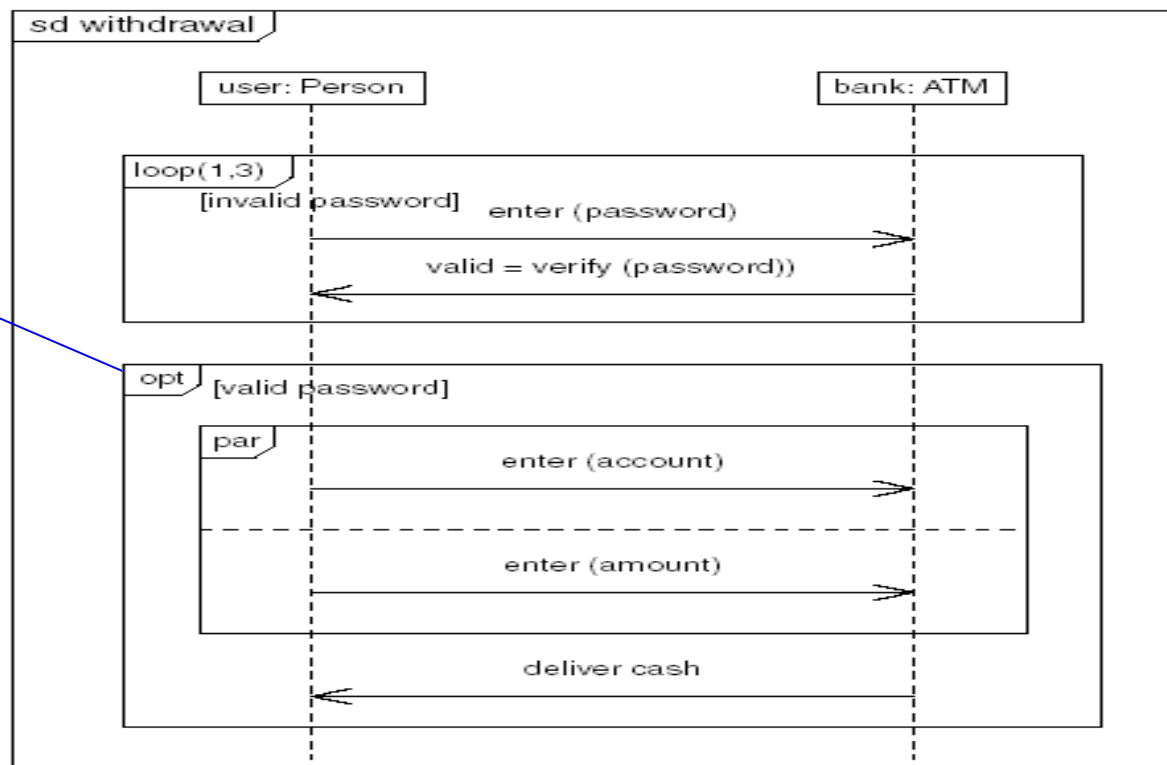 sd withdrawal
user: Person
bank: ATM
loop(1,3)
[invalid password]
enter (password)
valid = verify (password))
opt
[valid password]
par
enter (account)
enter (amount)
deliver cash